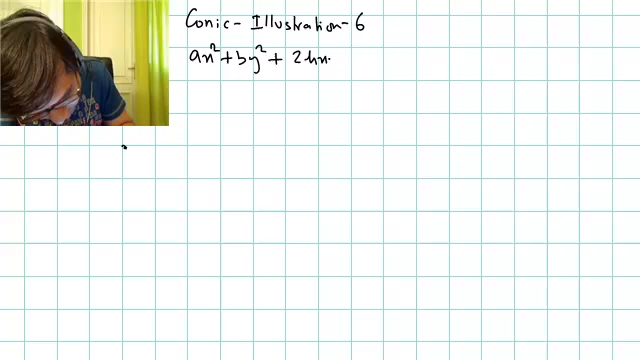 Conic - Illustration - 6
ax² + by² + 2hx